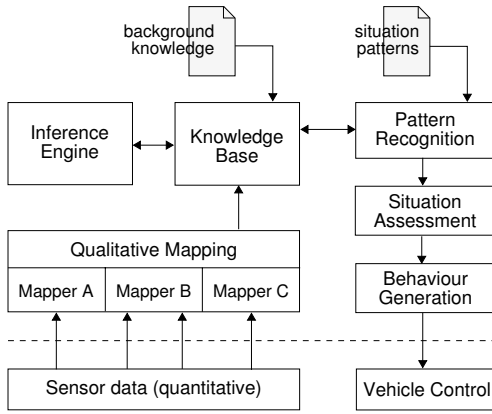 background
knowledge
situation
patterns
Inference
Engine
Knowledge
Base
Pattern
Recognition
Situation
Assessment
Qualitative Mapping
Mapper A
Mapper B
Mapper C
Behaviour
Generation
Sensor data (quantitative)
Vehicle Control